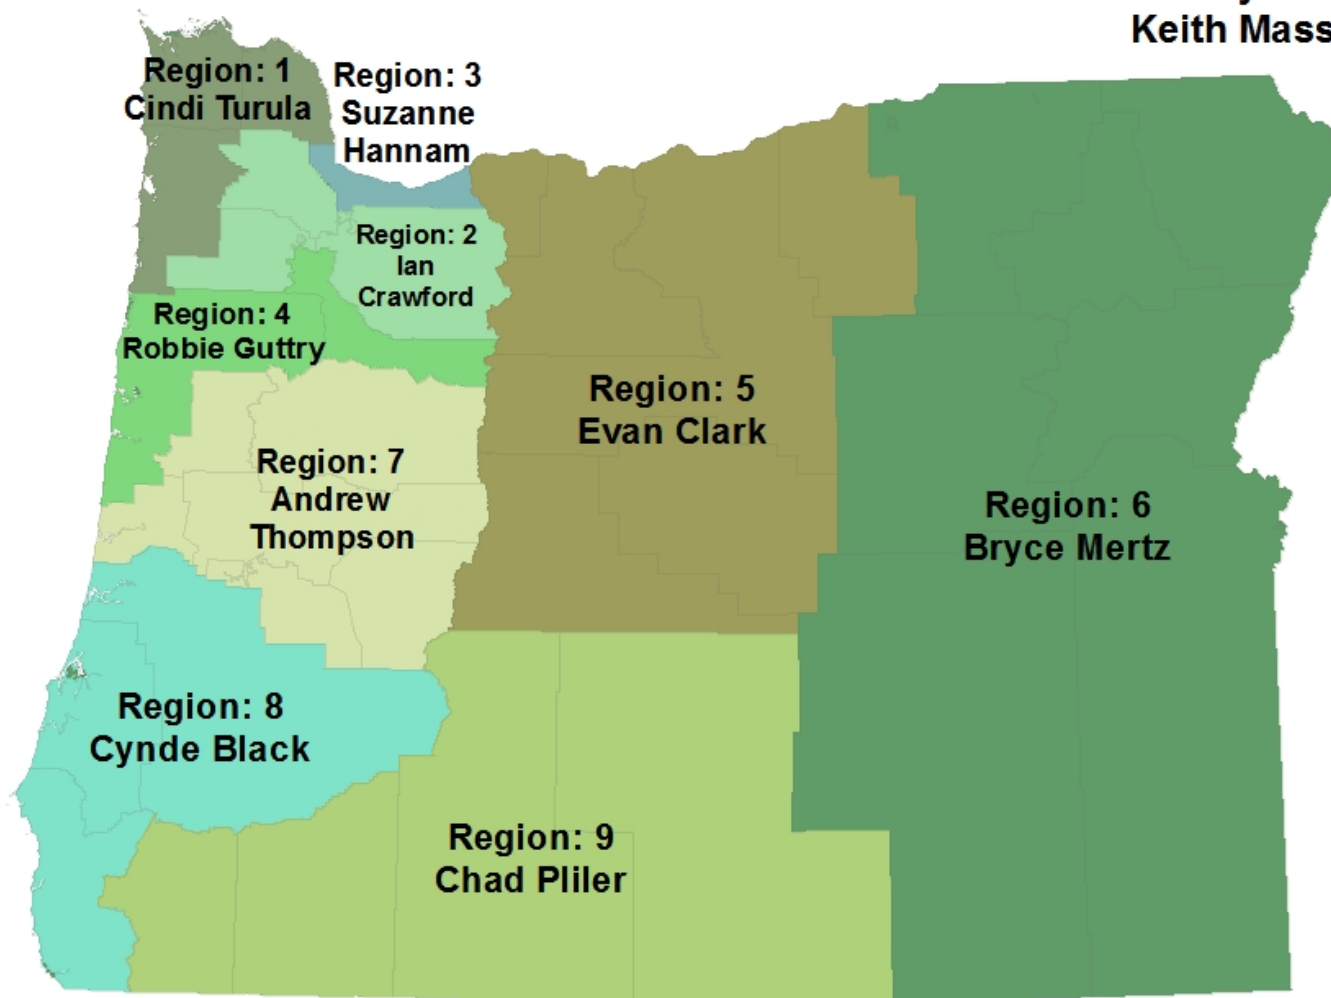 Keith Mass
Region: 1
Cindi Turula
Region: 3
Suzanne
Hannam
Region: 2
Ian
Crawford
Region: 4
Robbie Guttry
Region: 5
Evan Clark
Region: 7
Andrew
Thompson
Region: 6
Bryce Mertz
Region: 8
Cynde Black
Region: 9
Chad Pliler